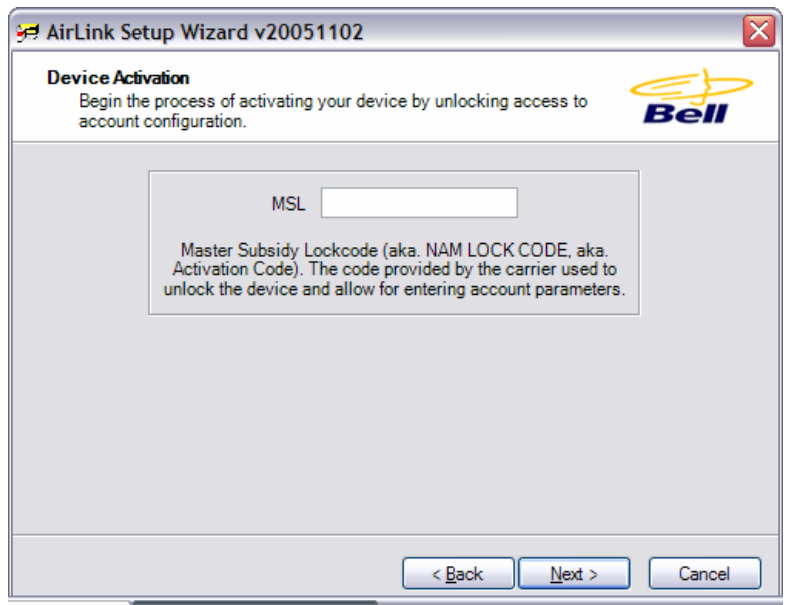 AirLink Setup Wizard v20051102
Device Activation
Begin the process of activating your device by unlocking access to
account configuration.
Bell
MSL
Master Subsidy Lockcode (aka. NAM LOCK CODE, aka.
Activation Code). The code provided by the carrier used to
unlock the device and allow for entering account parameters.
< Back
Next >
Cancel